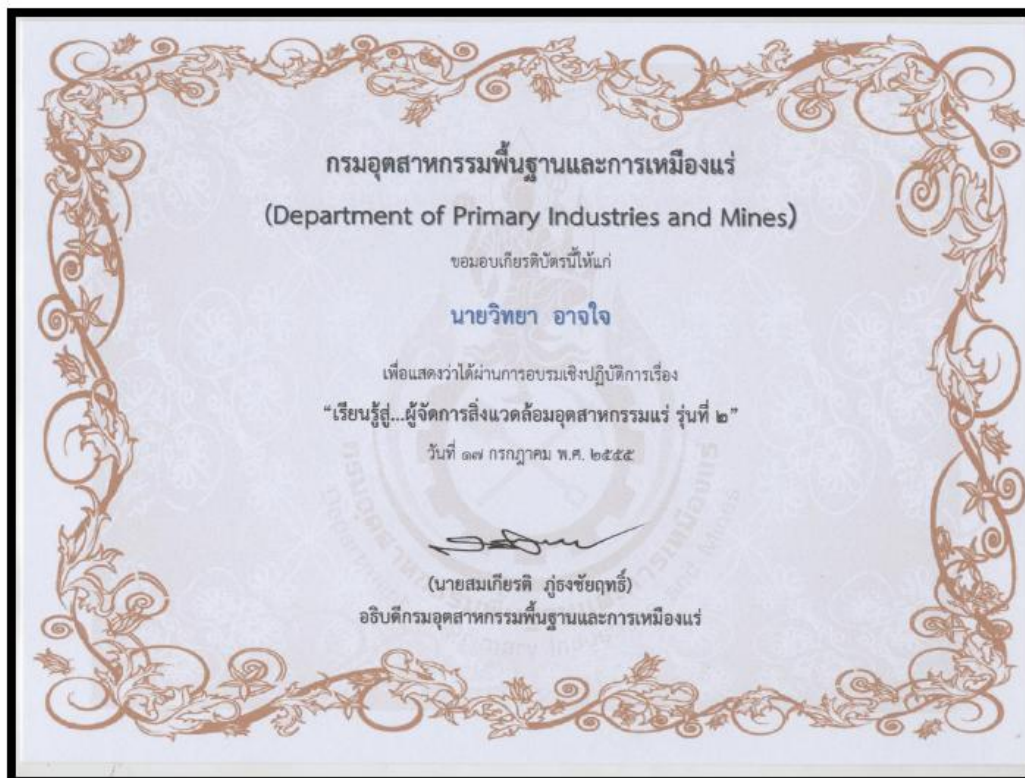 กรมอุตสาหกรรมพื้นฐานและการเหมืองแร่
(Department of Primary Industries and Mines)
ขอมอบเกียรติบัตรนี้ให้แก่
นายวิทยา อาจใจ
เพื่อแสดงว่าได้ผ่านการอบรมเชิงปฏิบัติการเรื่อง
“เรียนรู้สู่...ผู้จัดการสิ่งแวดล้อมอุตสาหกรรมแร่ รุ่นที่ ๒”
วันที่ ๑๗ กรกฎาคม พ.ศ. ๒๕๕๕
(นายสมเกียรติ ภู่ธงชัยฤทธิ์)
อธิบดีกรมอุตสาหกรรมพื้นฐานและการเหมืองแร่